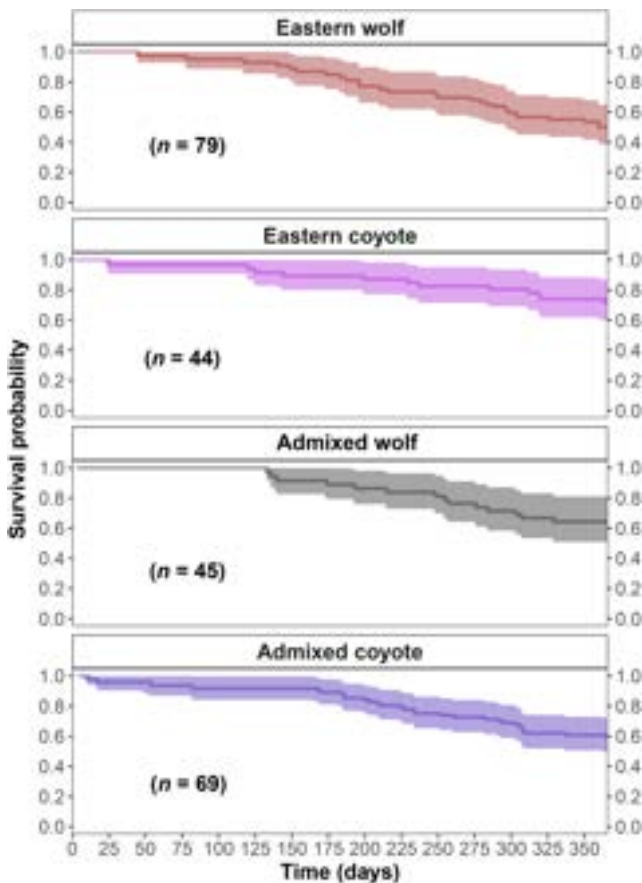 Eastern wolf
1.0 1.0
0.8 0.8
0.6 0.6
0.4 (n = 79) 0.4
0.2 0.2
0.0 0.0
Eastern coyote
1.0 1.0
0.8 0.8
0.6 0.6
0.4 (n = 44) 0.4
0.2 0.2
0.0 0.0
Survival probability
Admixed wolf
1.0 1.0
0.8 0.8
0.6 0.6
0.4 (n = 45) 0.4
0.2 0.2
0.0 0.0
Admixed coyote
1.0 1.0
0.8 0.8
0.6 0.6
0.4 (n = 69) 0.4
0.2 0.2
0.0 0.0
0 25 50 75 100 125 150 175 200 225 250 275 300 325 350
Time (days)